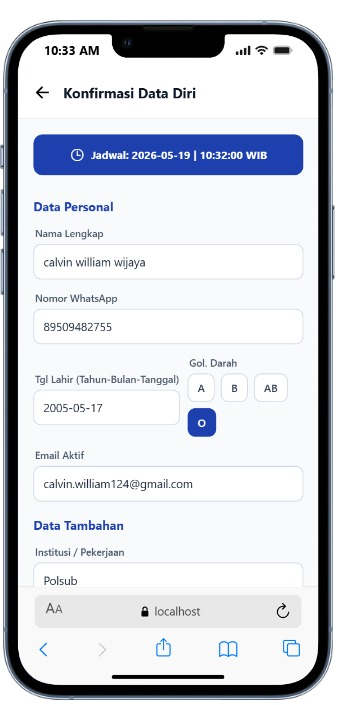 10:33 AM
Konfirmasi Data Diri
Jadwal: 2026-05-19 | 10:32:00 WIB
Data Personal
Nama Lengkap
calvin william wijaya
Nomor WhatsApp
89509482755
Gol. Darah
Tgl Lahir (Tahun-Bulan-Tanggal)
A B AB
2005-05-17
O
Email Aktif
calvin.william124@gmail.com
Data Tambahan
Institusi / Pekerjaan
Polsub
AA localhost